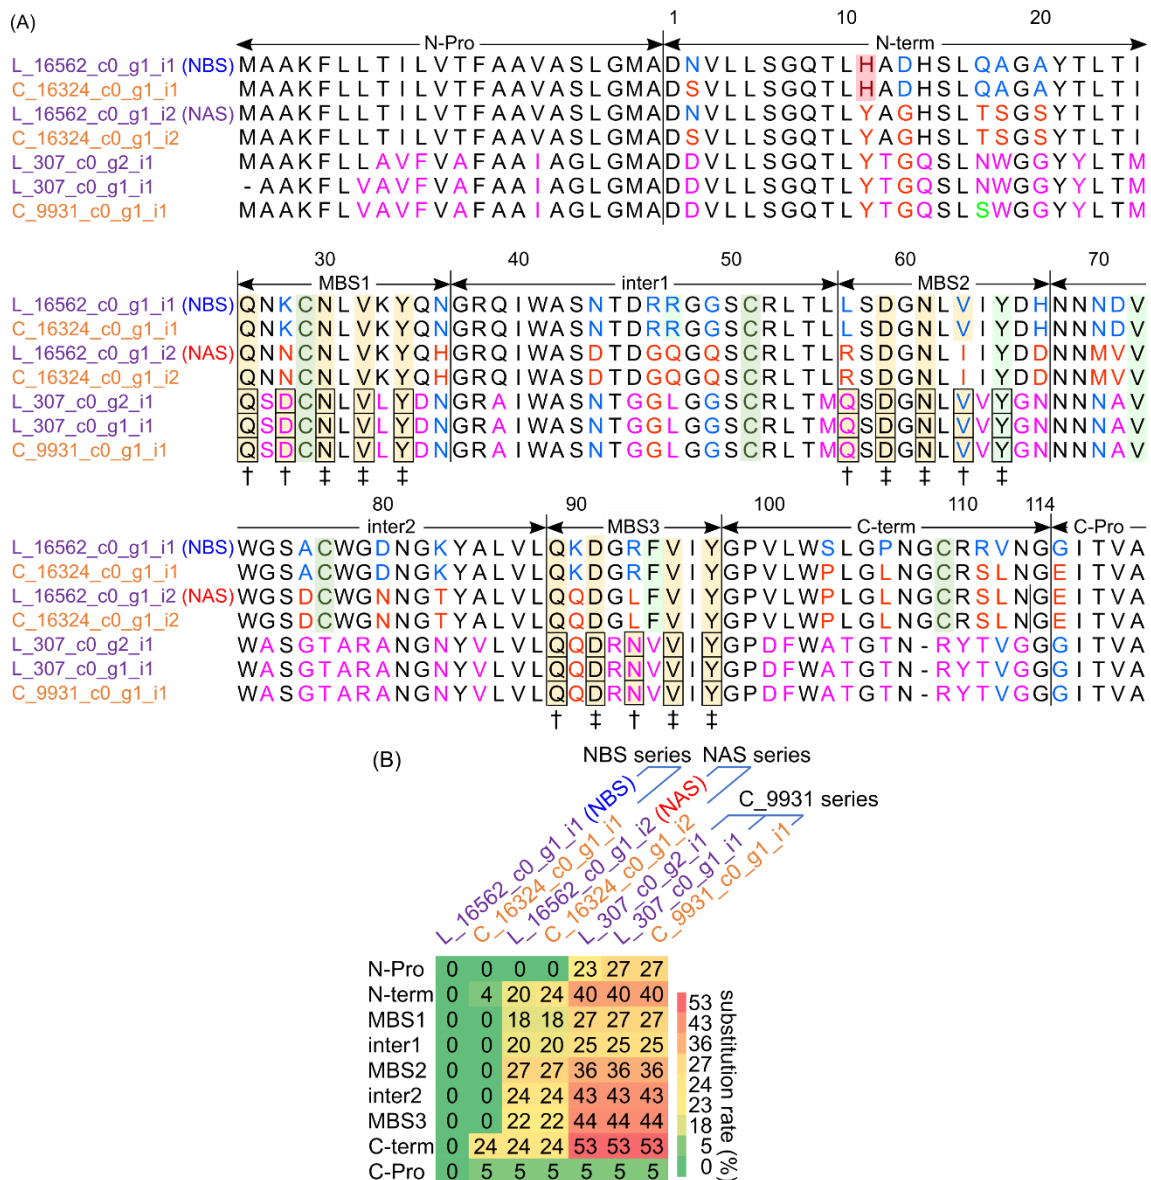 (A)
1 10 20
N-Pro N-term
L_16562_c0_g1_i1 (NBS) MAAKFLLTILVTFAAVASLGMADNVLLSGQTLHADHSLQAGAYTLTI
C_16324_c0_g1_i1 MAAKFLLTILVTFAAVASLGMADSVLLSGQTLHADHSLQAGAYTLTI
L_16562_c0_g1_i2 (NAS) MAAKFLLTILVTFAAVASLGMADNVLLSGQTLYAGHSLTSGSYTLTI
C_16324_c0_g1_i2 MAAKFLLTILVTFAAVASLGMADSVLLSGQTLYAGHSLTSGSYTLTI
L_307_c0_g2_i1 MAAKFLLAVFVAFAAIAGLGMADDVLLSGQTLYTGQSLNWGGYYLTM
L_307_c0_g1_i1 -AAKFLVAVFVAFAAIAGLGMADDVLLSGQTLYTGQSLNWGGYYLTM
C_9931_c0_g1_i1 MAAKFLVAVFVAFAAIAGLGMADDVLLSGQTLYTGQSLSWGGYYLTM
30 40 50 60 70
MBS1 inter1 MBS2
L_16562_c0_g1_i1 (NBS) QNKCNLVKYQNGRQIWASNTDRRGGSCRLTLLSDGNLVIYDHNNNDV
C_16324_c0_g1_i1 QNKCNLVKYQNGRQIWASNTDRRGGSCRLTLLSDGNLVIYDHNNNDV
L_16562_c0_g1_i2 (NAS) QNNCNLVKYQHGRQIWASDTDGQGQSCRLTLRSDGNLIIYDDNNMVV
C_16324_c0_g1_i2 QNNCNLVKYQHGRQIWASDTDGQGQSCRLTLRSDGNLIIYDDNNMVV
L_307_c0_g2_i1 QSDCNLVLYDNGRAIWASNTGGLGGSCRLTMQSDGNLVVYGNNNNAV
L_307_c0_g1_i1 QSDCNLVLYDNGRAIWASNTGGLGGSCRLTMQSDGNLVVYGNNNNAV
C_9931_c0_g1_i1 QSDCNLVLYDNGRAIWASNTGGLGGSCRLTMQSDGNLVVYGNNNNAV
† † ‡ ‡ ‡ † ‡ ‡ † ‡
80 90 100 110 114
inter2 MBS3 C-term C-Pro
L_16562_c0_g1_i1 (NBS) WGSACWGDNGKYALVLQKDGRFVIYGPVLWSLGPNGCRRVNGGITVA
C_16324_c0_g1_i1 WGSACWGDNGKYALVLQKDGRFVIYGPVLWPLGLNGCRSLNGEITVA
L_16562_c0_g1_i2 (NAS) WGSDCWGNNGTYALVLQQDGLFVIYGPVLWPLGLNGCRSLNGEITVA
C_16324_c0_g1_i2 WGSDCWGNNGTYALVLQQDGLFVIYGPVLWPLGLNGCRSLNGEITVA
L_307_c0_g2_i1 WASGTARANGNYVLVLQQDRNVVIYGPDFWATGTN-RYTVGGGITVA
L_307_c0_g1_i1 WASGTARANGNYVLVLQQDRNVVIYGPDFWATGTN-RYTVGGGITVA
C_9931_c0_g1_i1 WASGTARANGNYVLVLQQDRNVVIYGPDFWATGTN-RYTVGGGITVA
† ‡ † ‡ ‡
(B)
NBS series NAS series
C_9931 series
L_16562_c0_g1_i1 (NBS)
C_16324_c0_g1_i1
L_16562_c0_g1_i2 (NAS)
C_16324_c0_g1_i2
L_307_c0_g2_i1
L_307_c0_g1_i1
C_9931_c0_g1_i1
N-Pro 0 0 0 0 23 27 27
N-term 0 4 20 24 40 40 40
MBS1 0 0 18 18 27 27 27
inter1 0 0 20 20 25 25 25
MBS2 0 0 27 27 36 36 36
inter2 0 0 24 24 43 43 43
MBS3 0 0 22 22 44 44 44
C-term 0 24 24 24 53 53 53
C-Pro 0 5 5 5 5 5 5
53
43
36
27
24
23
18
5
0
substitution rate (%)